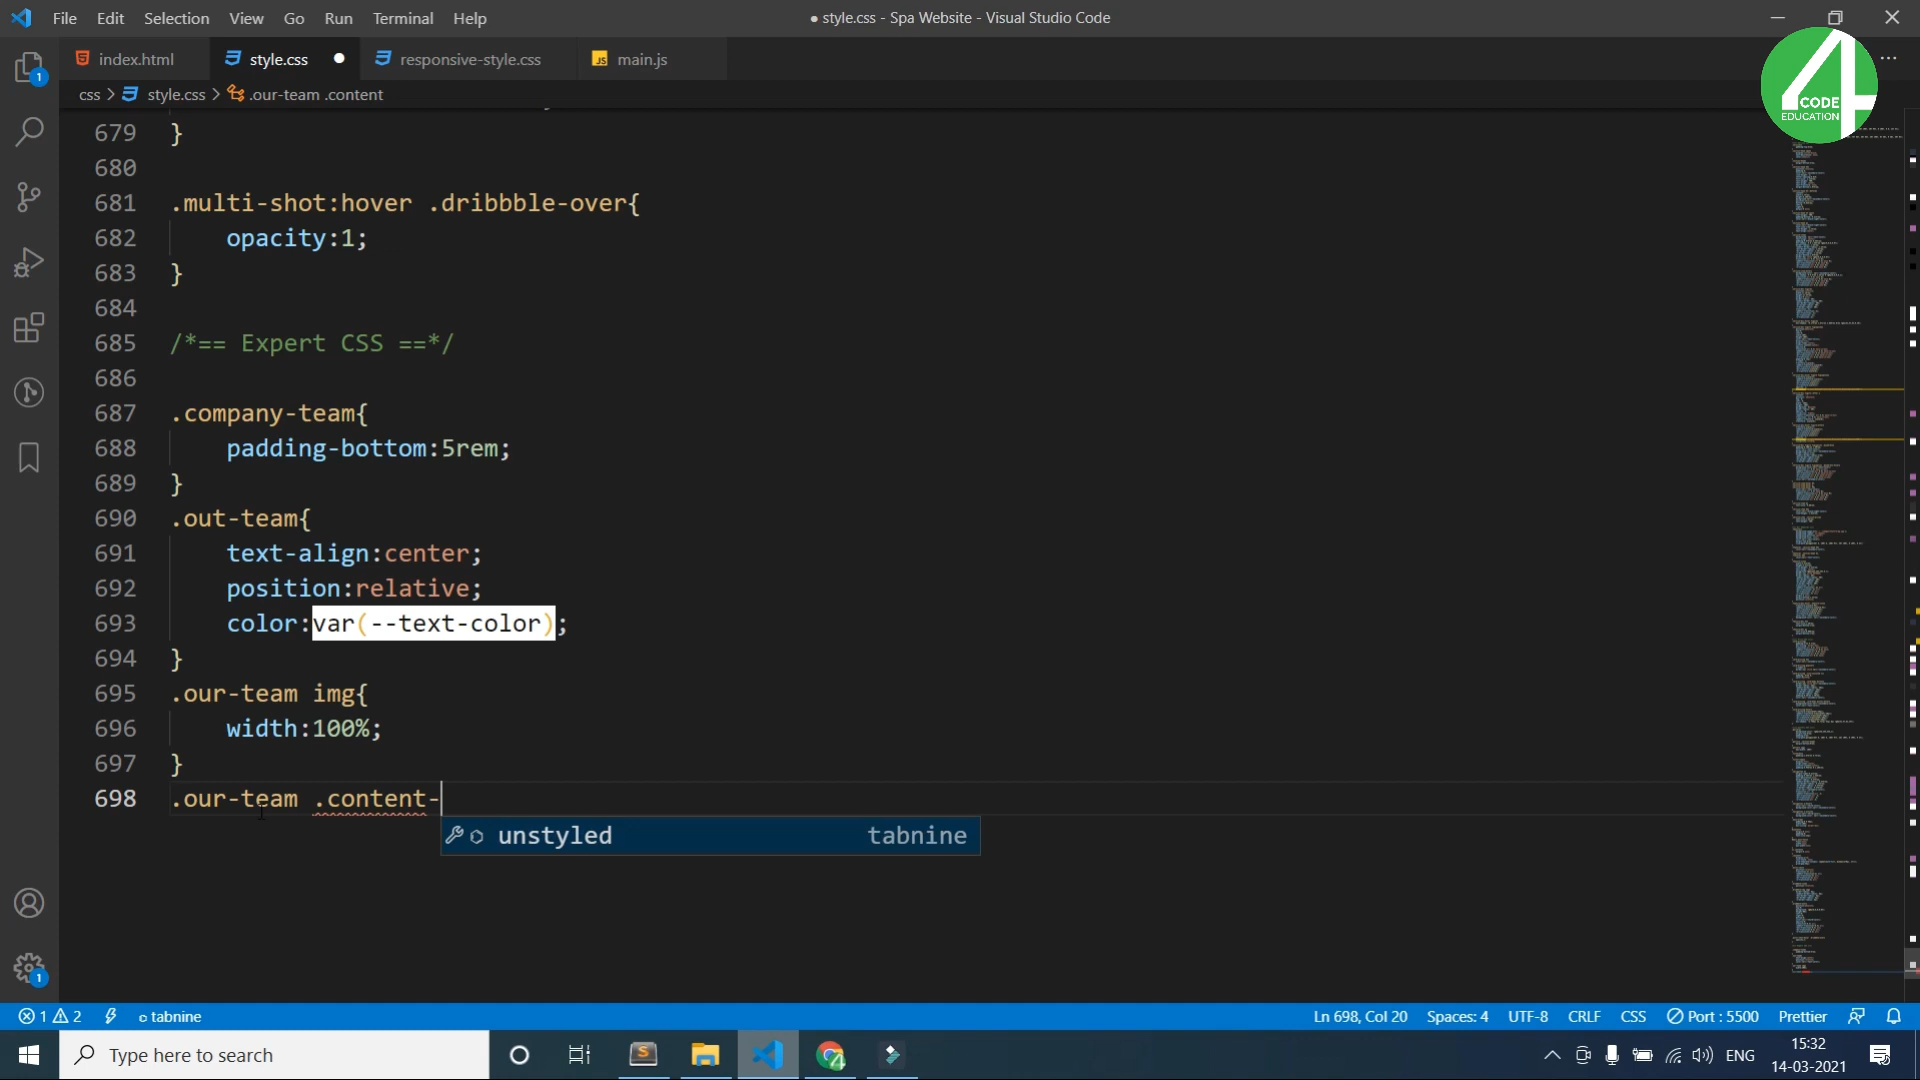 File Edit Selection View Go Run Terminal Help
● style.css - Spa Website - Visual Studio Code
index.html style.css responsive-style.css main.js
css > style.css > .our-team .content
4 CODE EDUCATION
679 }
680
681 .multi-shot:hover .dribbble-over{
682 opacity:1;
683 }
684
685 /*== Expert CSS ==*/
686
687 .company-team{
688 padding-bottom:5rem;
689 }
690 .out-team{
691 text-align:center;
692 position:relative;
693 color:var(--text-color);
694 }
695 .our-team img{
696 width:100%;
697 }
698 .our-team .content-
unstyled tabnine
1 2 tabnine Ln 698, Col 20 Spaces: 4 UTF-8 CRLF CSS Port : 5500 Prettier
Type here to search ENG 15:32
14-03-2021